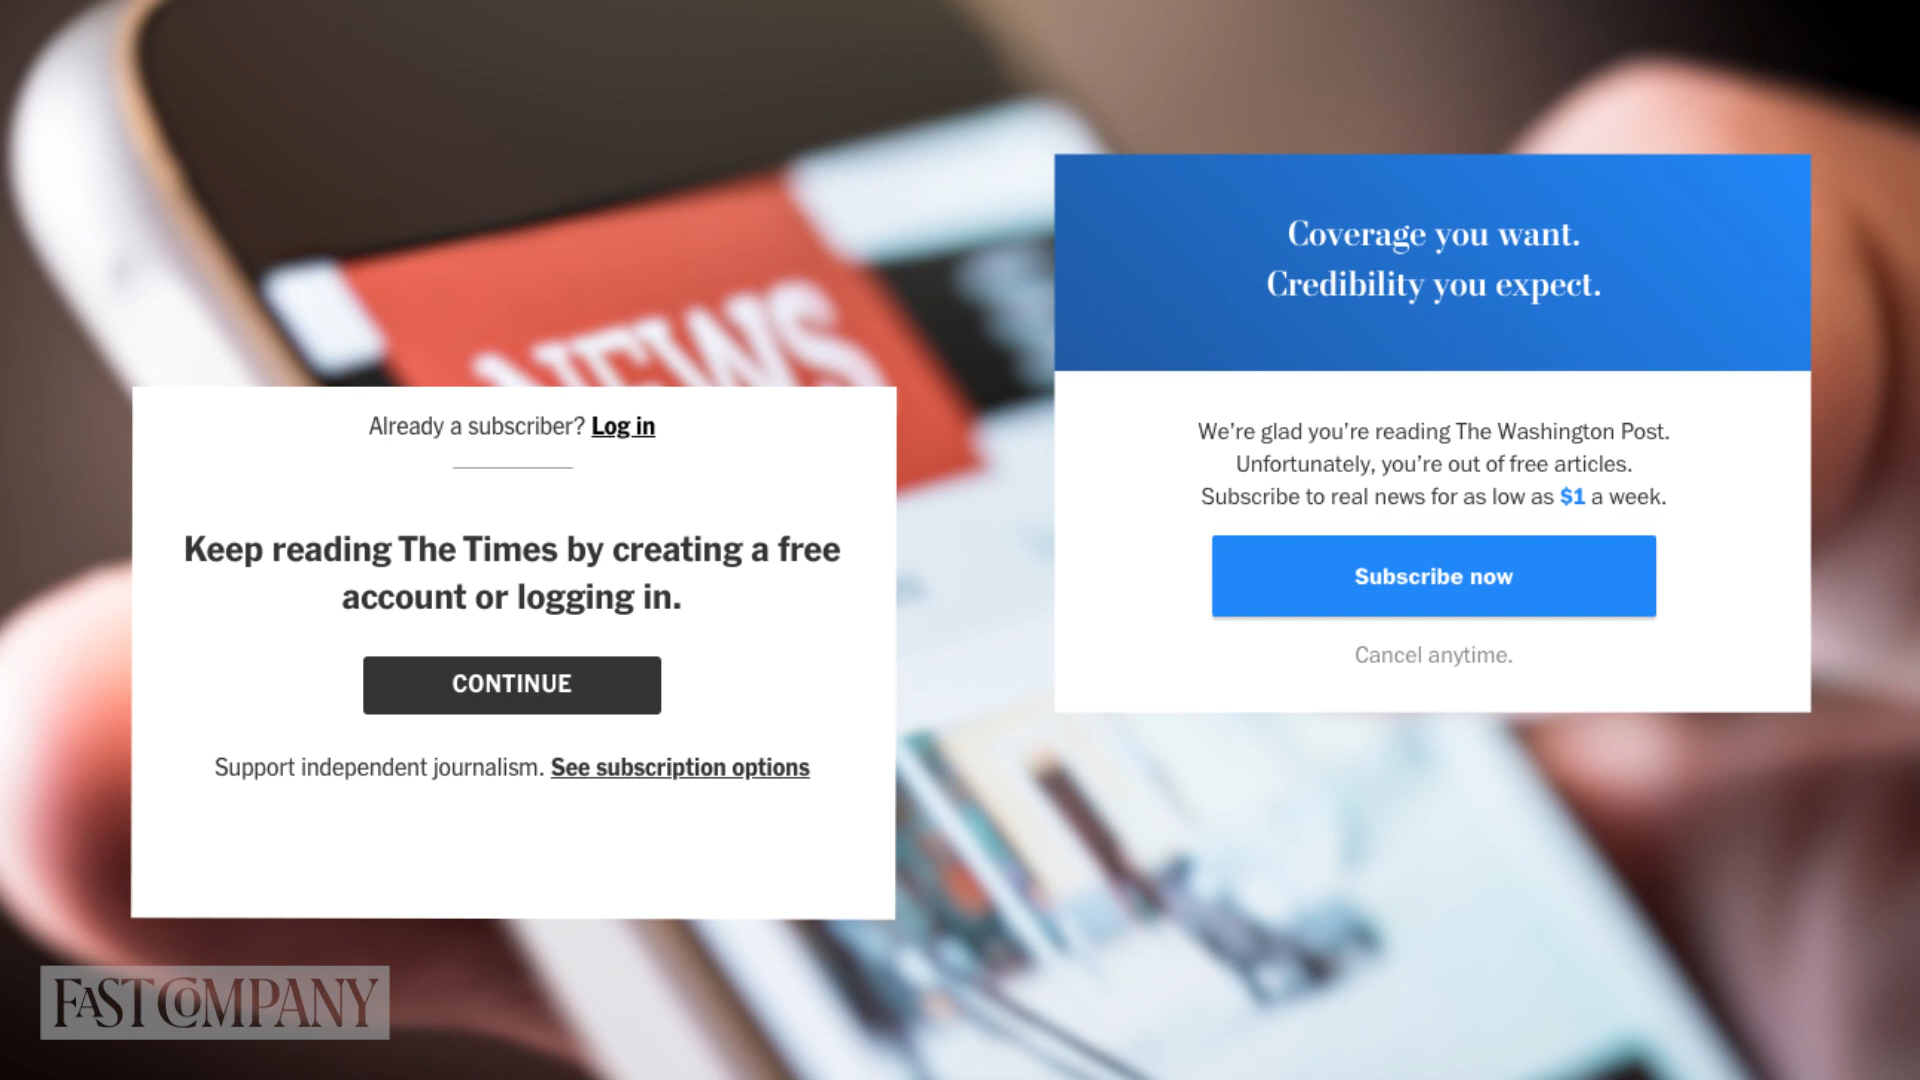 NEWS
Already a subscriber? Log in
Keep reading The Times by creating a free
account or logging in.
CONTINUE
Support independent journalism. See subscription options
Coverage you want.
Credibility you expect.
We’re glad you’re reading The Washington Post.
Unfortunately, you’re out of free articles.
Subscribe to real news for as low as $1 a week.
Subscribe now
Cancel anytime.
FAST COMPANY